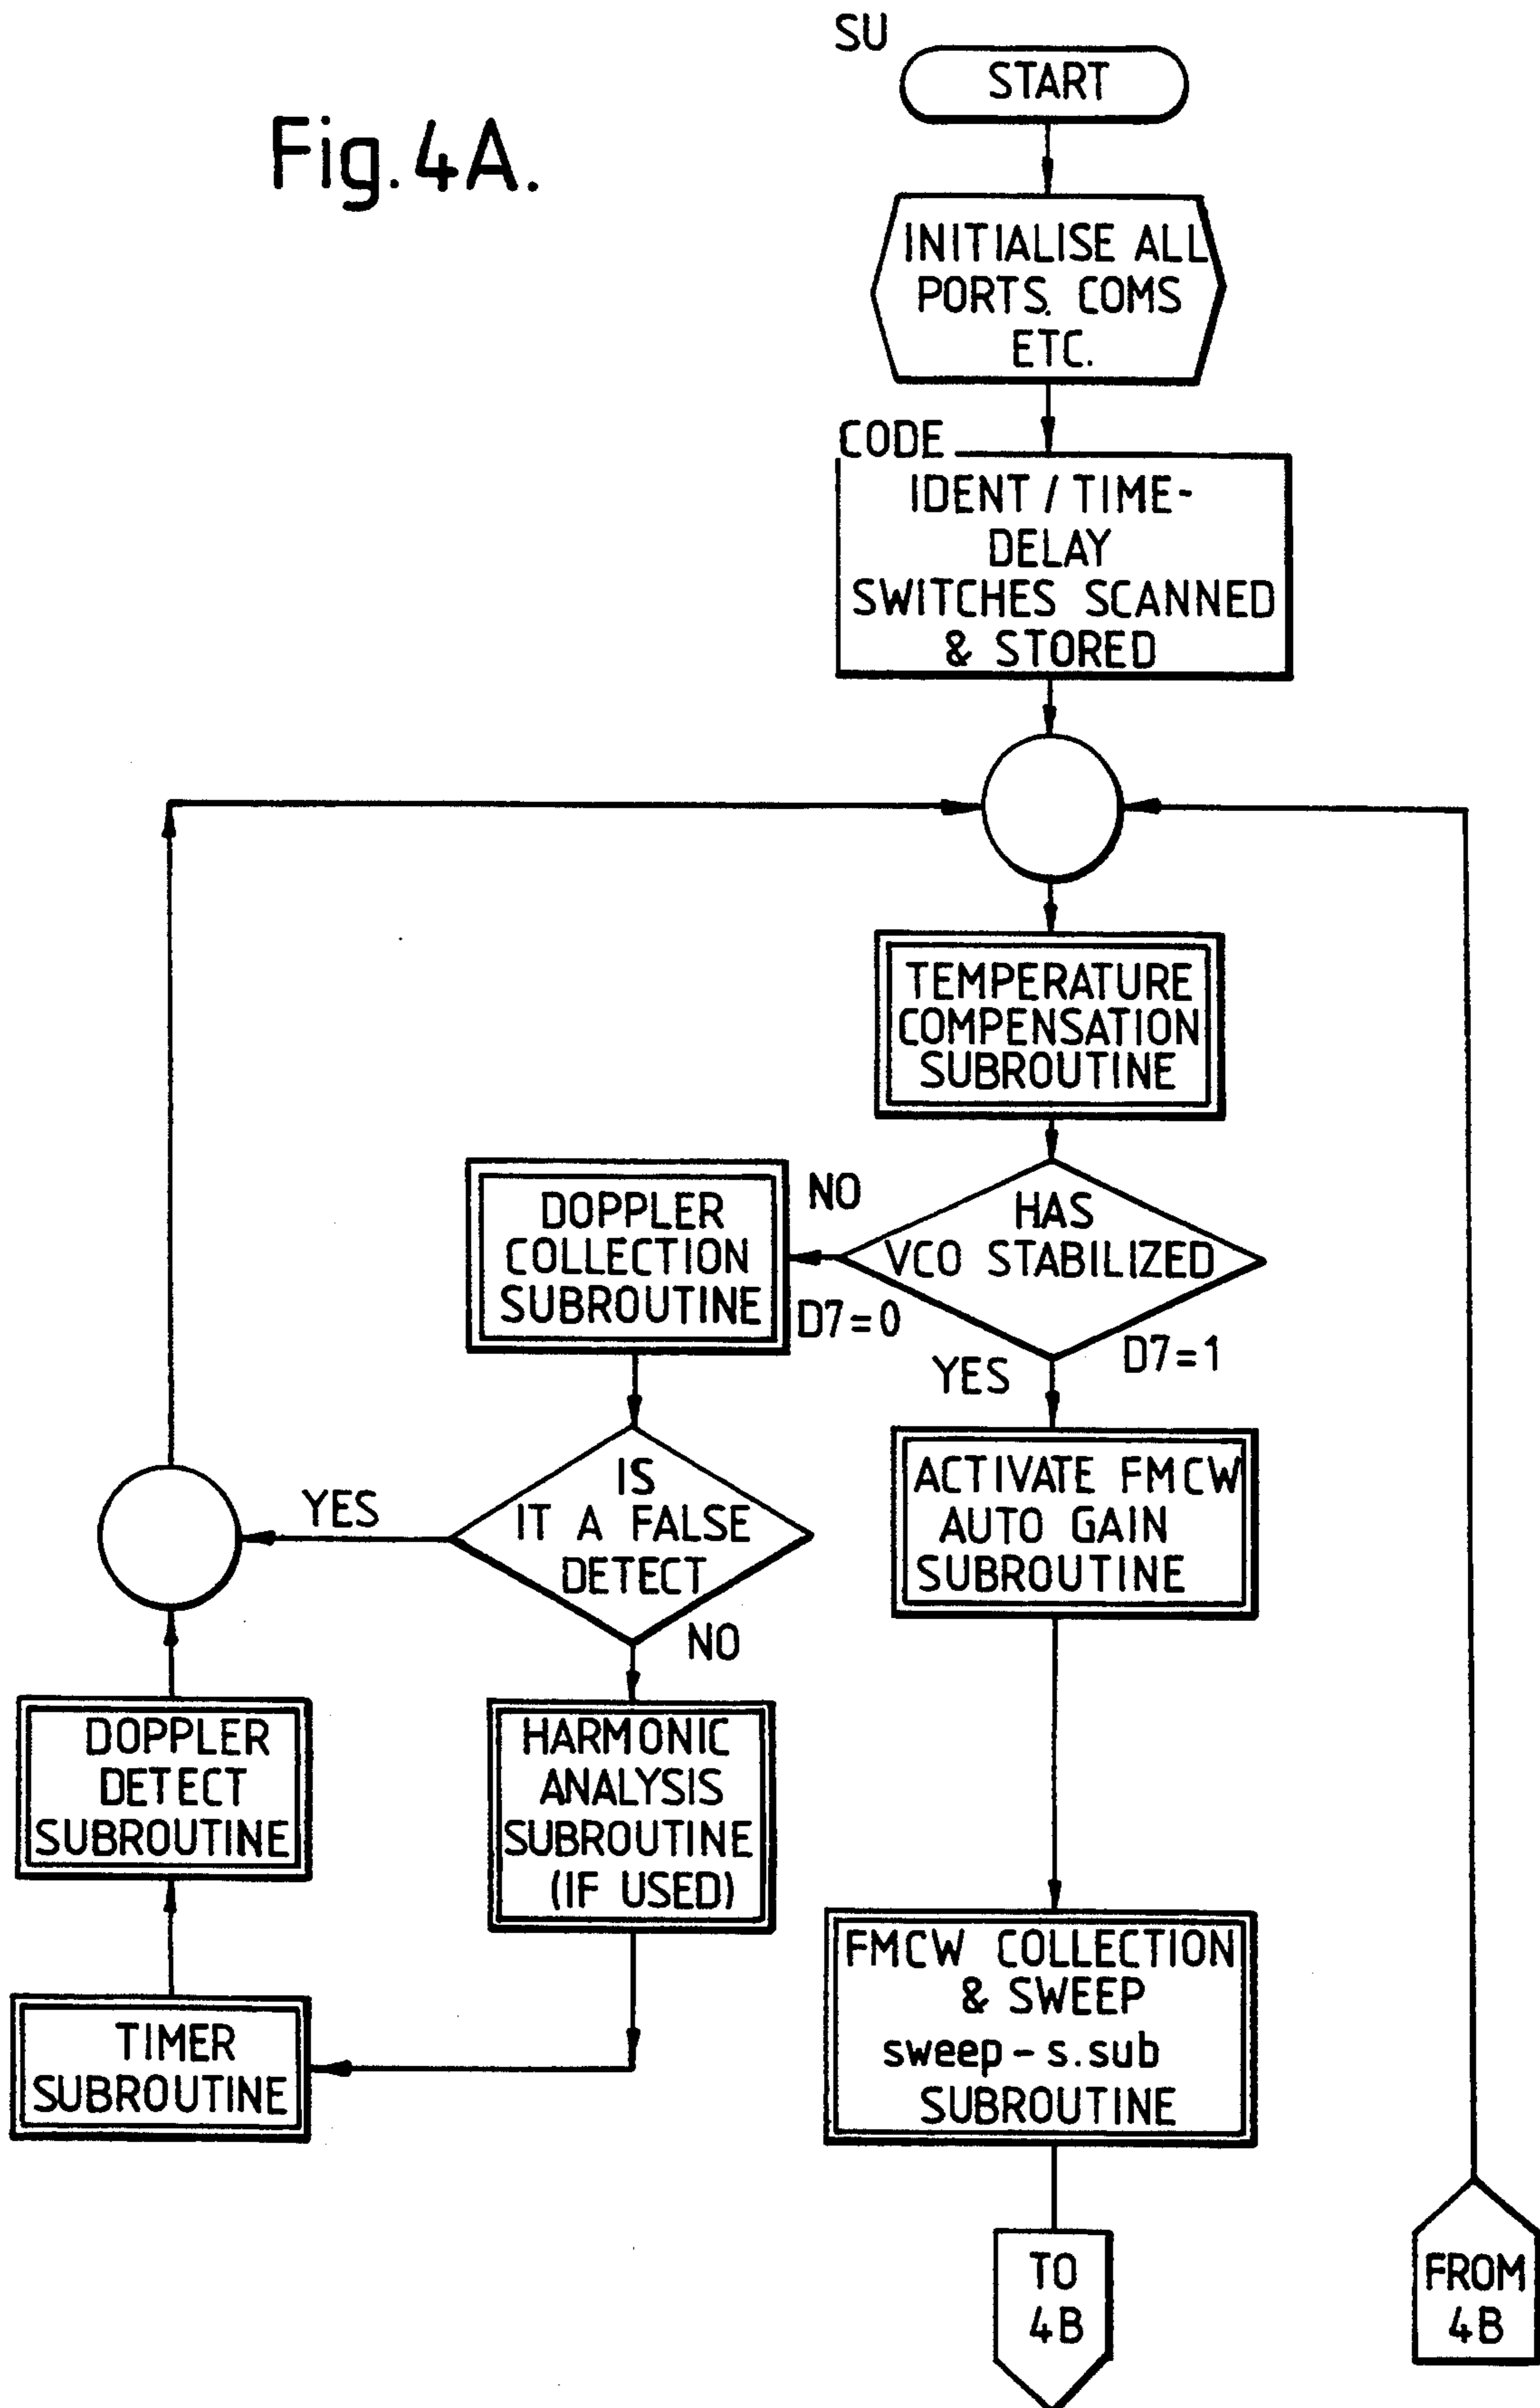 Fig.4A.
SU
START
INITIALISE ALL
PORTS. COMS
ETC.
CODE
IDENT / TIME-
DELAY
SWITCHES SCANNED
& STORED
TEMPERATURE
COMPENSATION
SUBROUTINE
HAS
VCO STABILIZED
NO
D7=0
YES
D7=1
DOPPLER
COLLECTION
SUBROUTINE
IS
IT A FALSE
DETECT
YES
NO
ACTIVATE FMCW
AUTO GAIN
SUBROUTINE
DOPPLER
DETECT
SUBROUTINE
HARMONIC
ANALYSIS
SUBROUTINE
(IF USED)
TIMER
SUBROUTINE
FMCW COLLECTION
& SWEEP
sweep-s.sub
SUBROUTINE
TO
4B
FROM
4B